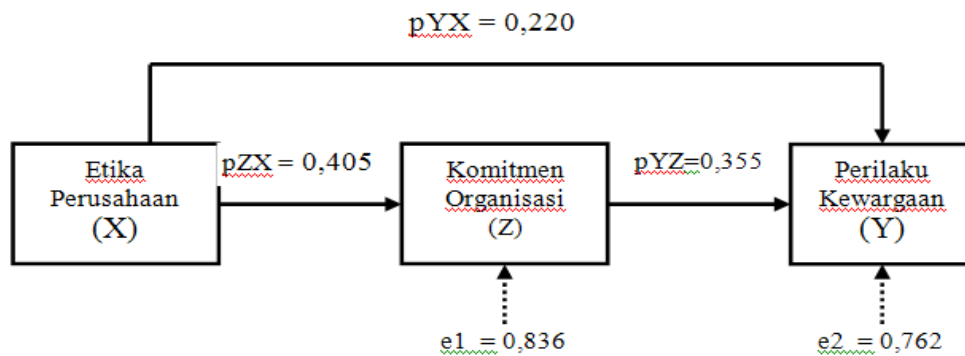 pYX = 0,220
Etika
Perusahaan
(X)
pZX = 0,405
Komitmen
Organisasi
(Z)
pYZ=0,355
Perilaku
Kewargaan
(Y)
e1 = 0,836
e2 = 0,762